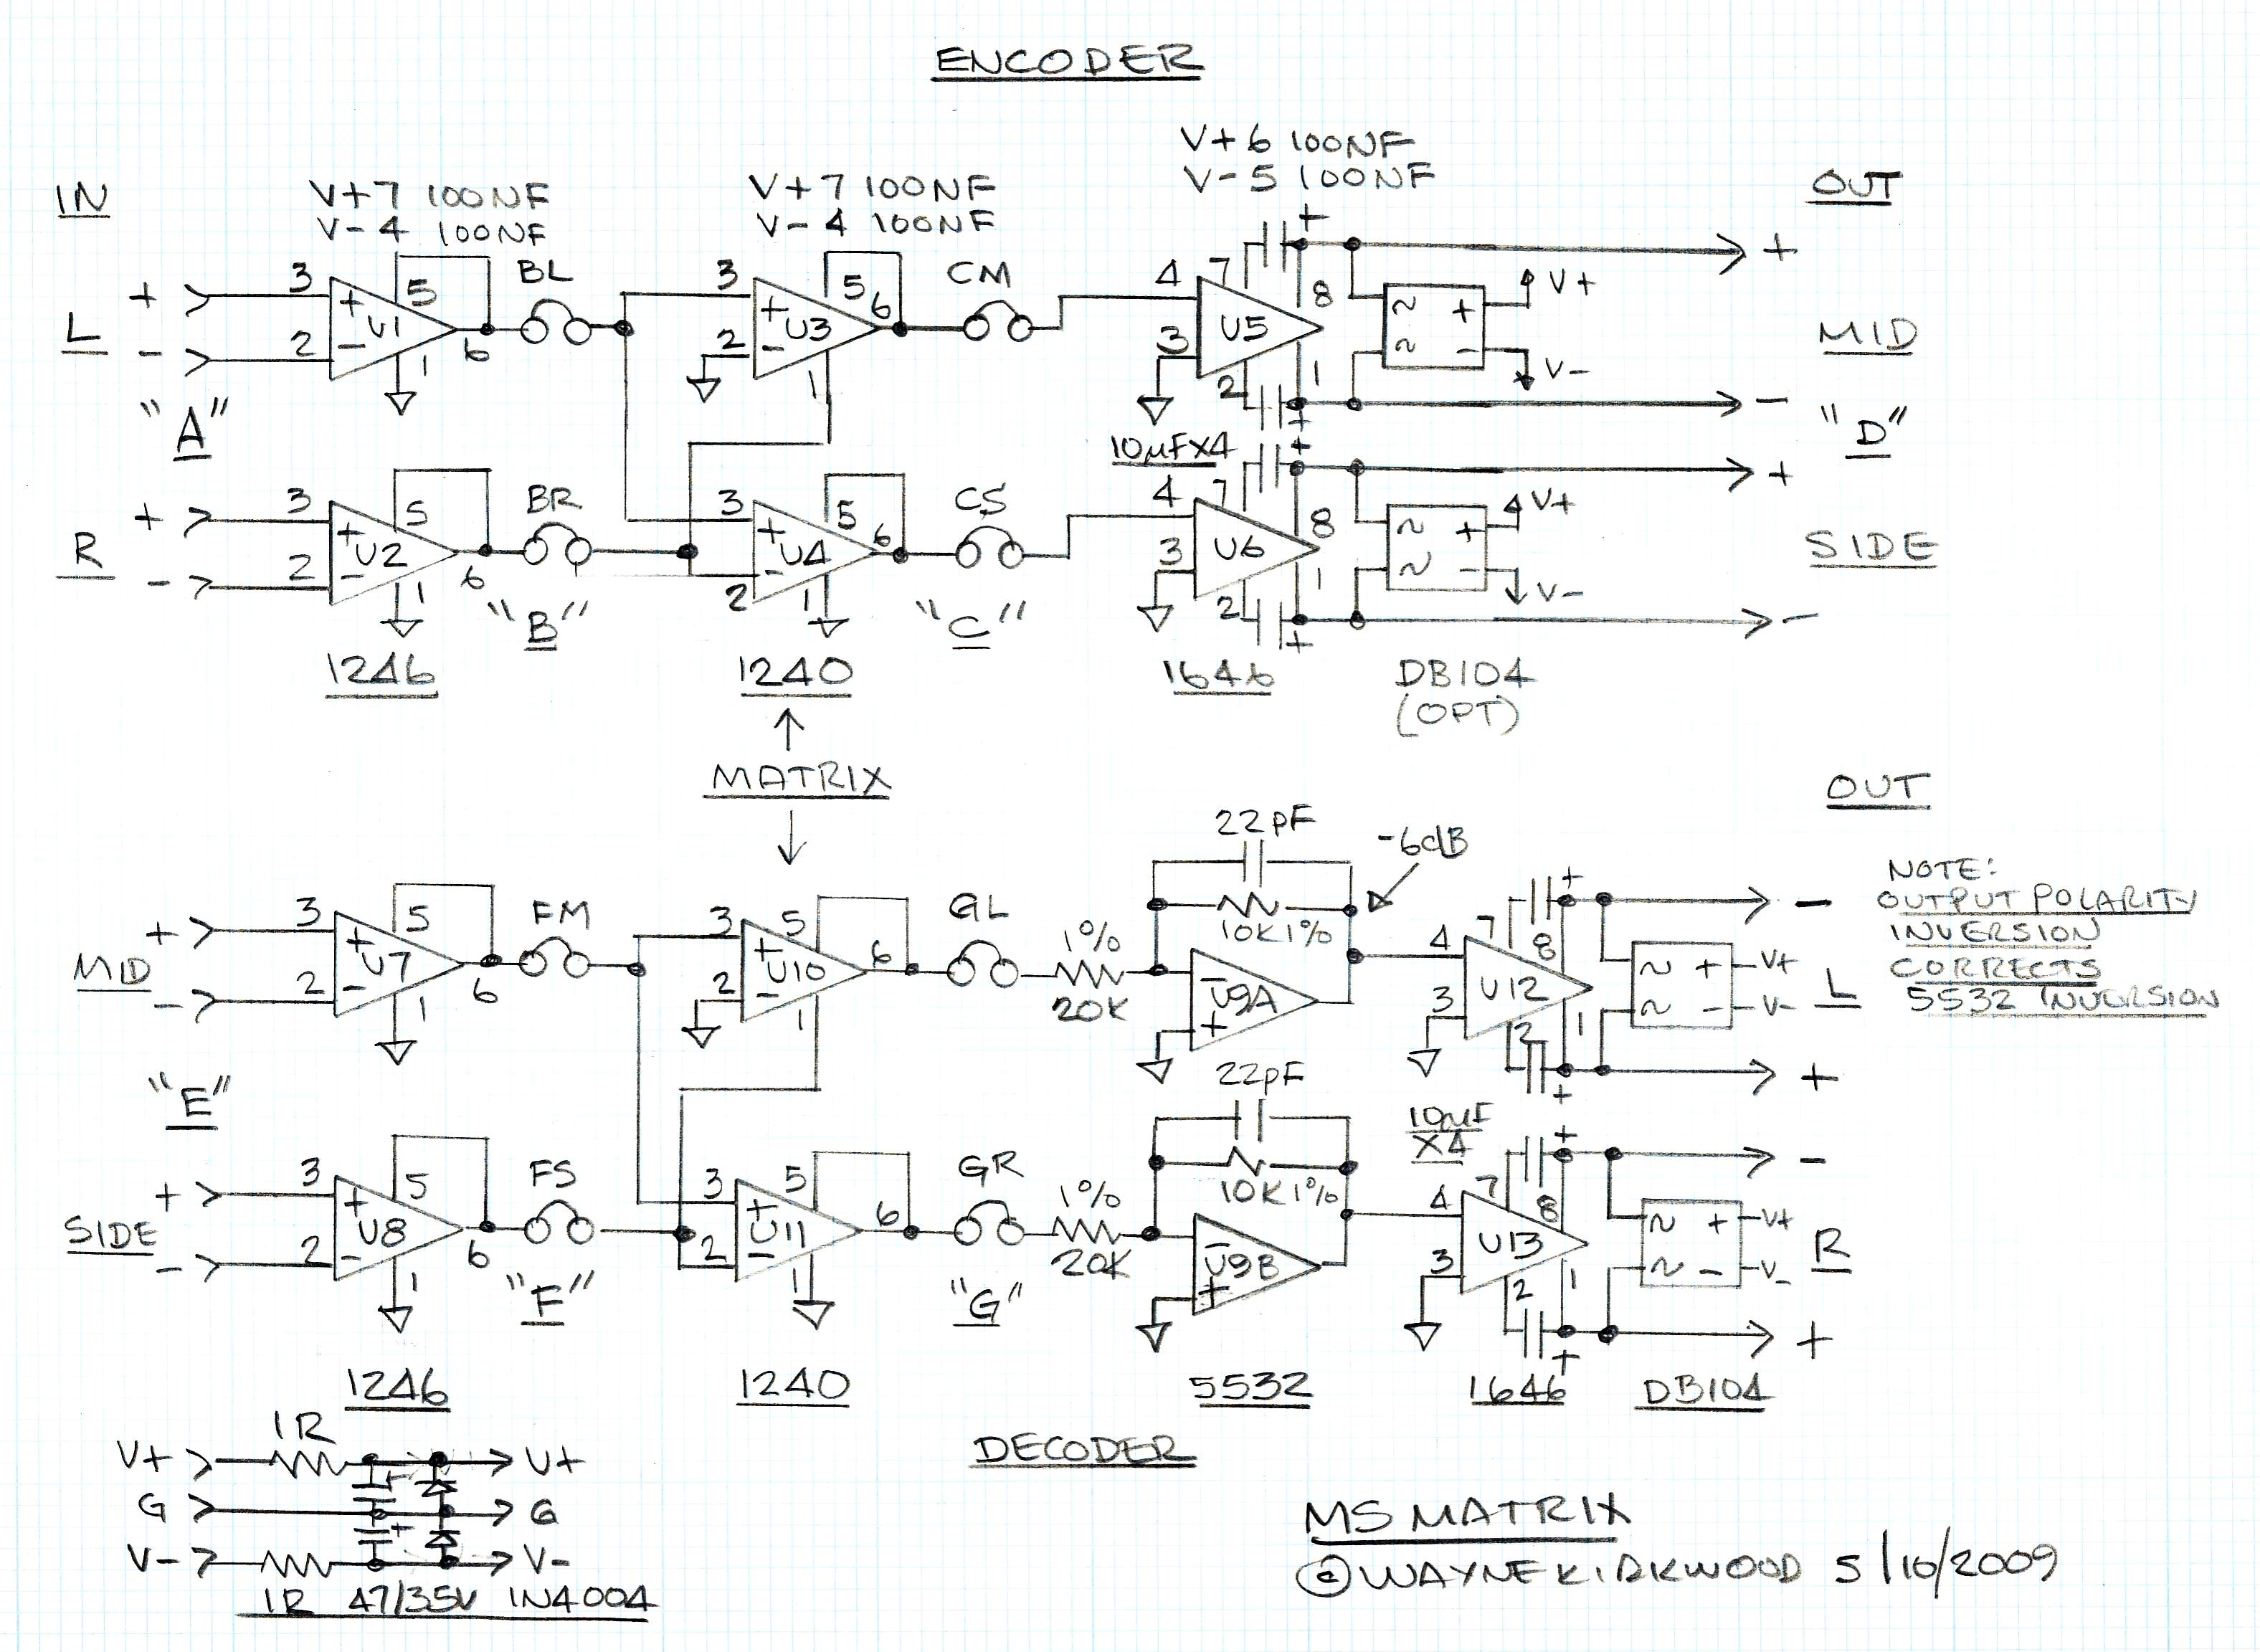 ENCODER
V+6 100NF
V-5 100NF
IN
V+7 100NF
V-4 100NF
V+7 100NF
V-4 100NF
OUT
+
L
-
"A"
3
2
+
-
U1
5
1
6
BL
3
2
+
-
U3
5
6
1
CM
4
3
7
U5
8
2
1
+
+
~
~
+
-
V+
V-
+
MID
-
"D"
10µFX4
+
R
-
3
2
+
-
U2
5
1
6
BR
"B"
3
2
+
-
U4
5
6
1
CS
"C"
4
3
7
U6
8
2
1
+
+
~
~
+
-
V+
V-
+
SIDE
-
1246
1240
1646
DB104
(OPT)
MATRIX
OUT
22pF
-6dB
NOTE:
OUTPUT POLARITY
INVERSION
CORRECTS
5532 INVERSION
+
MID
-
"E"
3
2
+
-
U7
5
1
6
FM
3
2
+
-
U10
5
6
1
GL
1%
20K
10K1%
-
+
U9A
4
3
7
U12
8
2
1
+
+
~
~
+
-
V+
V-
-
L
+
22pF
10µF
X4
+
SIDE
-
3
2
+
-
U8
5
1
6
FS
"F"
3
2
+
-
U11
5
6
1
GR
"G"
1%
20K
10K1%
-
+
U9B
4
3
7
U13
8
2
1
+
+
~
~
+
-
V+
V-
-
R
+
1246
1240
5532
1646
DB104
DECODER
1R
V+
V+
+
G
G
+
V-
V-
1R 47/35V 1N4004
MS MATRIX
@WAYNE KIRKWOOD 5/10/2009